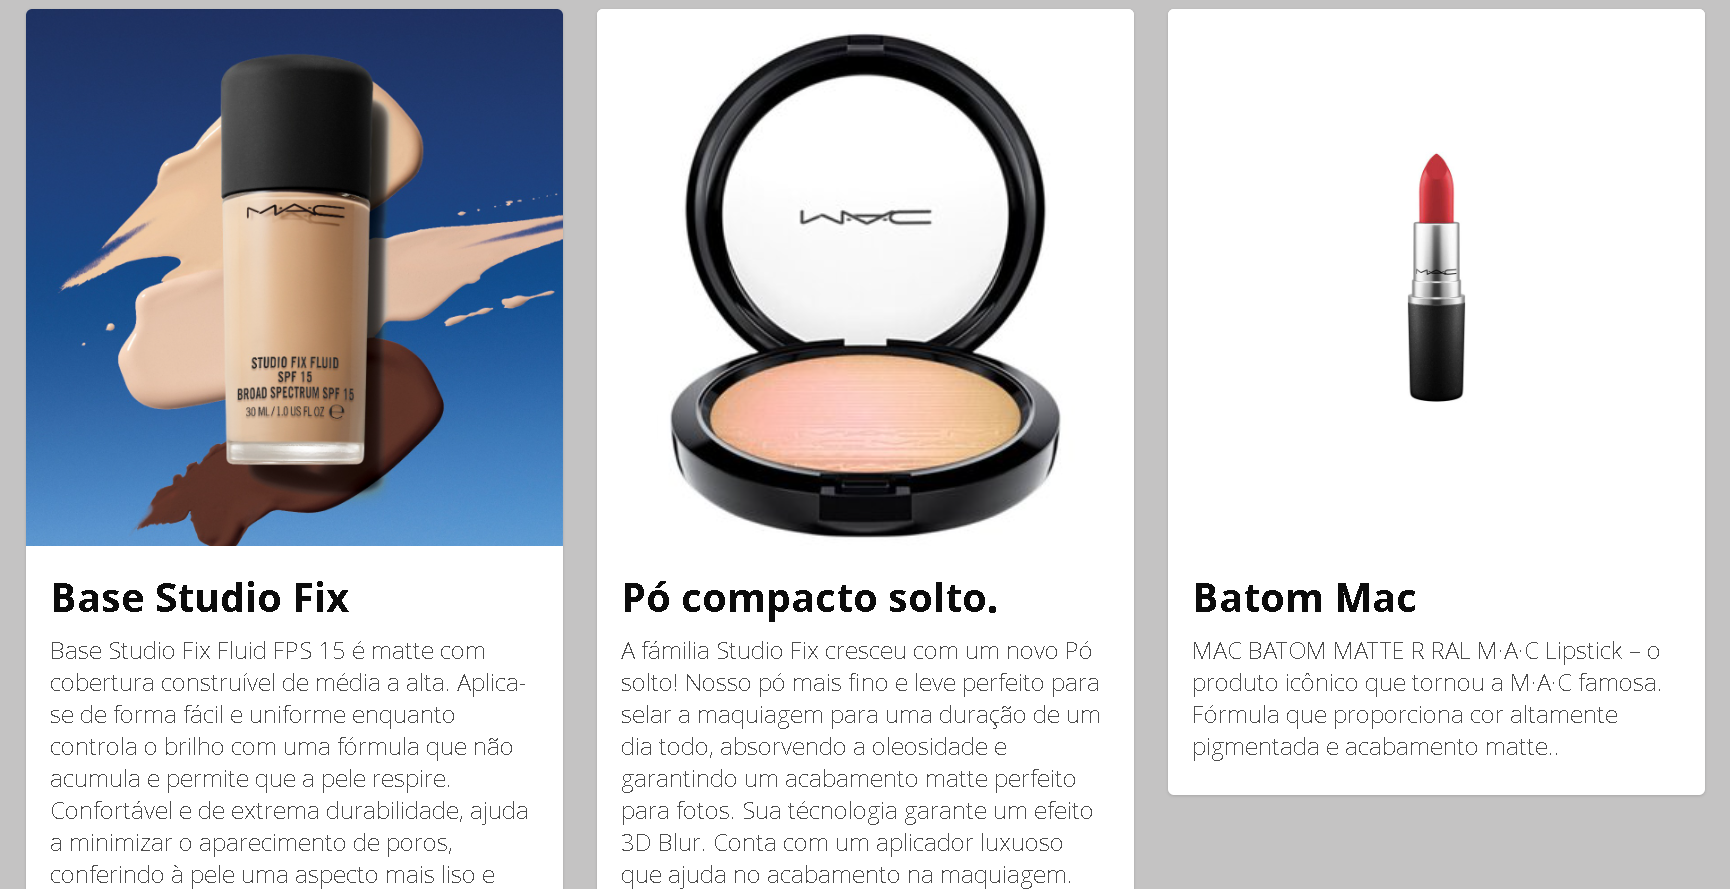 M·A·C
STUDIO FIX FLUID
SPF 15
BROAD SPECTRUM SPF 15
30 ML / 1.0 US FL OZ ℮
Base Studio Fix
Base Studio Fix Fluid FPS 15 é matte com
cobertura construível de média a alta. Aplica-
se de forma fácil e uniforme enquanto
controla o brilho com uma fórmula que não
acumula e permite que a pele respire.
Confortável e de extrema durabilidade, ajuda
a minimizar o aparecimento de poros,
conferindo à pele uma aspecto mais liso e
M·A·C
Pó compacto solto.
A fámilia Studio Fix cresceu com um novo Pó
solto! Nosso pó mais fino e leve perfeito para
selar a maquiagem para uma duração de um
dia todo, absorvendo a oleosidade e
garantindo um acabamento matte perfeito
para fotos. Sua técnologia garante um efeito
3D Blur. Conta com um aplicador luxuoso
que ajuda no acabamento na maquiagem.
M·A·C
Batom Mac
MAC BATOM MATTE R RAL M·A·C Lipstick – o
produto icônico que tornou a M·A·C famosa.
Fórmula que proporciona cor altamente
pigmentada e acabamento matte..